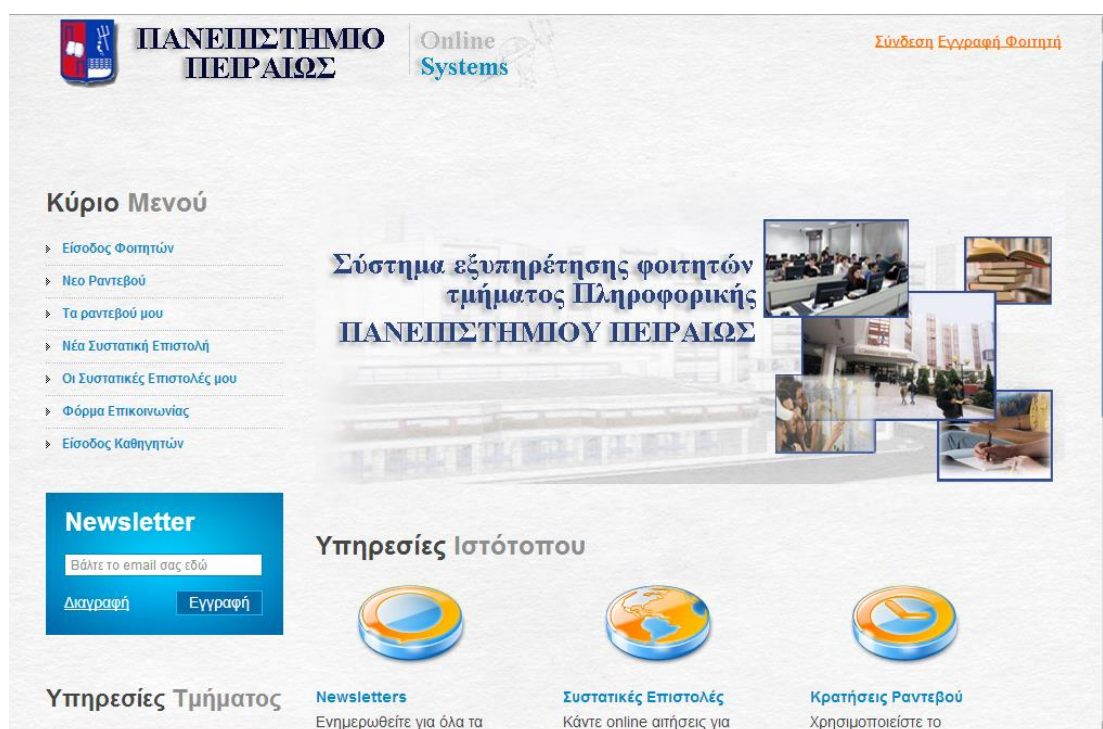 ΠΑΝΕΠΙΣΤΗΜΙΟ
ΠΕΙΡΑΙΩΣ
Online
Systems
Σύνδεση Εγγραφή Φοιτητή
Κύριο Μενού
Είσοδος Φοιτητών
Νεο Ραντεβού
Τα ραντεβού μου
Νέα Συστατική Επιστολή
Οι Συστατικές Επιστολές μου
Φόρμα Επικοινωνίας
Είσοδος Καθηγητών
Σύστημα εξυπηρέτησης φοιτητών
τμήματος Πληροφορικής
ΠΑΝΕΠΙΣΤΗΜΙΟΥ ΠΕΙΡΑΙΩΣ
Newsletter
Βάλτε το email σας εδώ
Διαγραφή Εγγραφή
Υπηρεσίες Τμήματος
Υπηρεσίες Ιστότοπου
Newsletters
Ενημερωθείτε για όλα τα
Συστατικές Επιστολές
Κάντε online αιτήσεις για
Κρατήσεις Ραντεβού
Χρησιμοποιείστε το